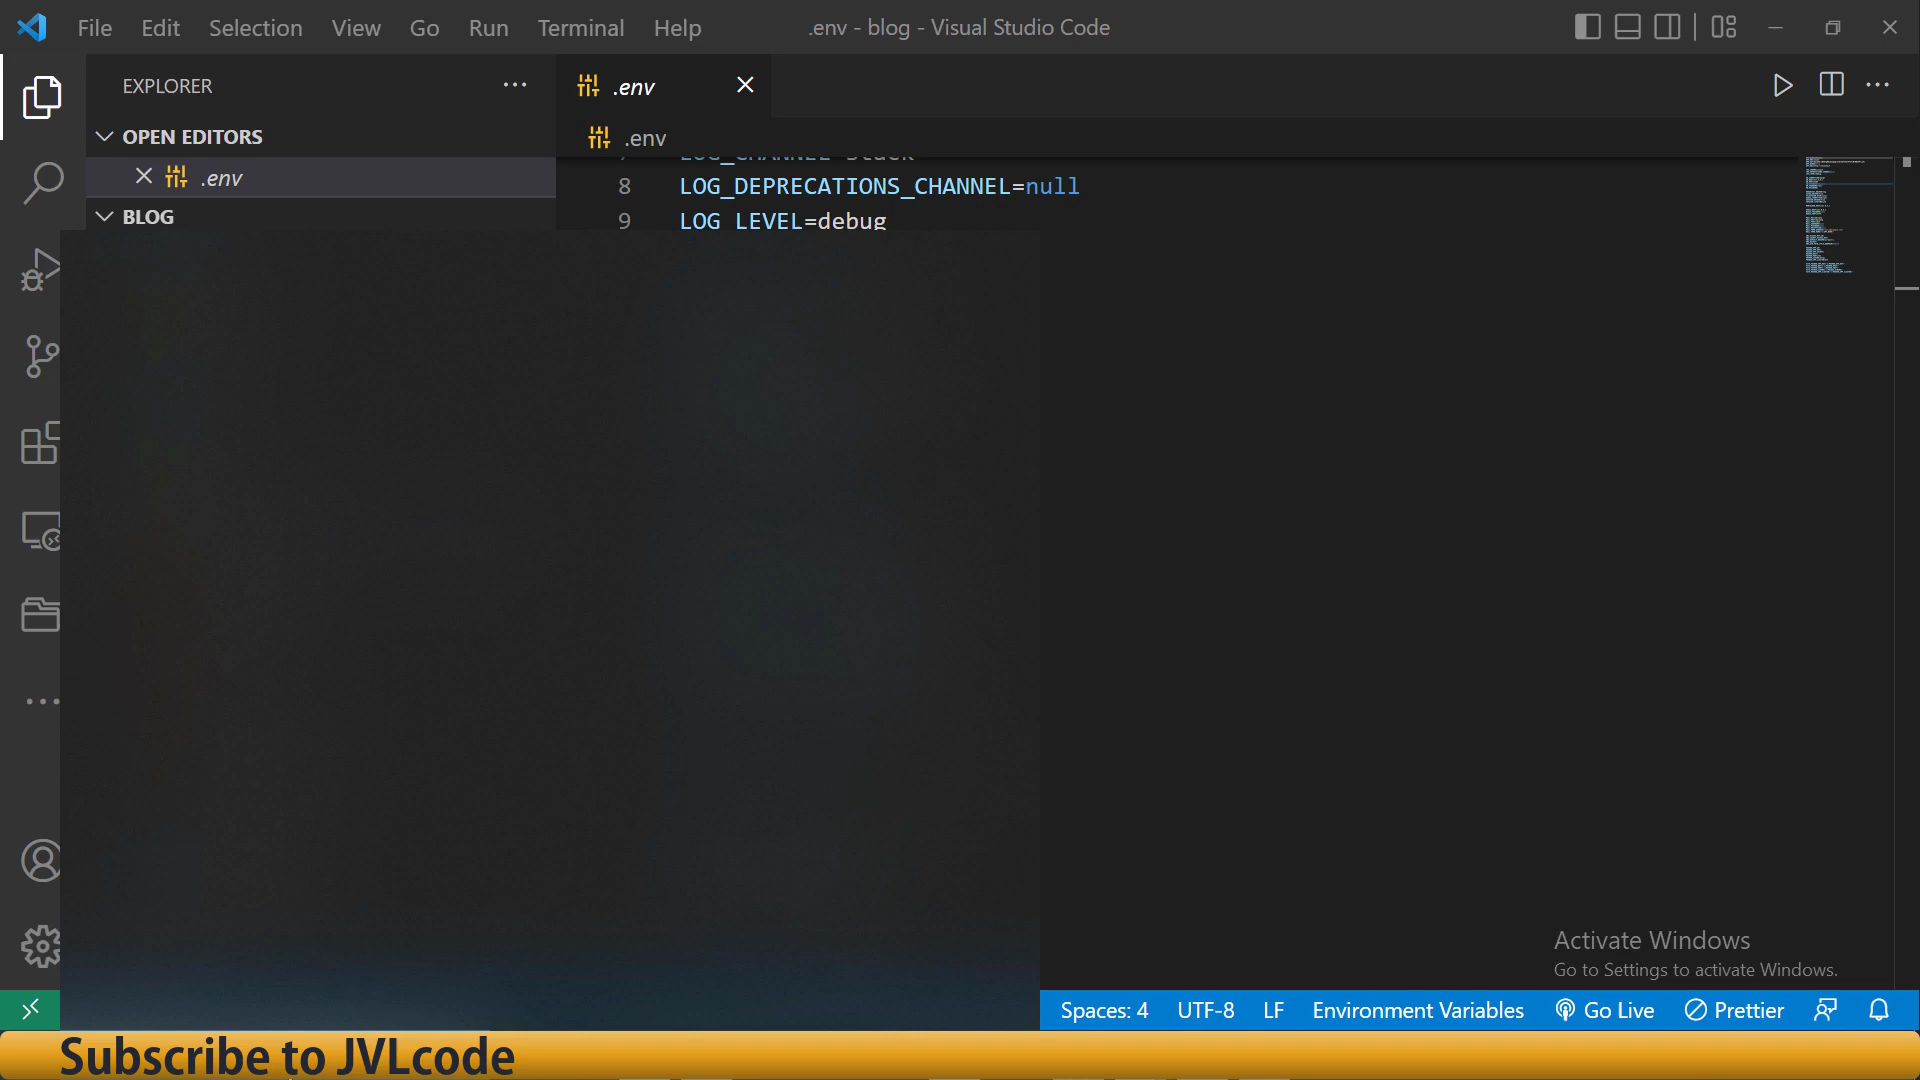 File Edit Selection View Go Run Terminal Help
.env - blog - Visual Studio Code
EXPLORER
.env
OPEN EDITORS
.env
.env
LOG_CHANNEL=stack
8 LOG_DEPRECATIONS_CHANNEL=null
BLOG
9 LOG_LEVEL=debug
Activate Windows
Go to Settings to activate Windows.
Spaces: 4 UTF-8 LF Environment Variables Go Live Prettier
Subscribe to JVLcode